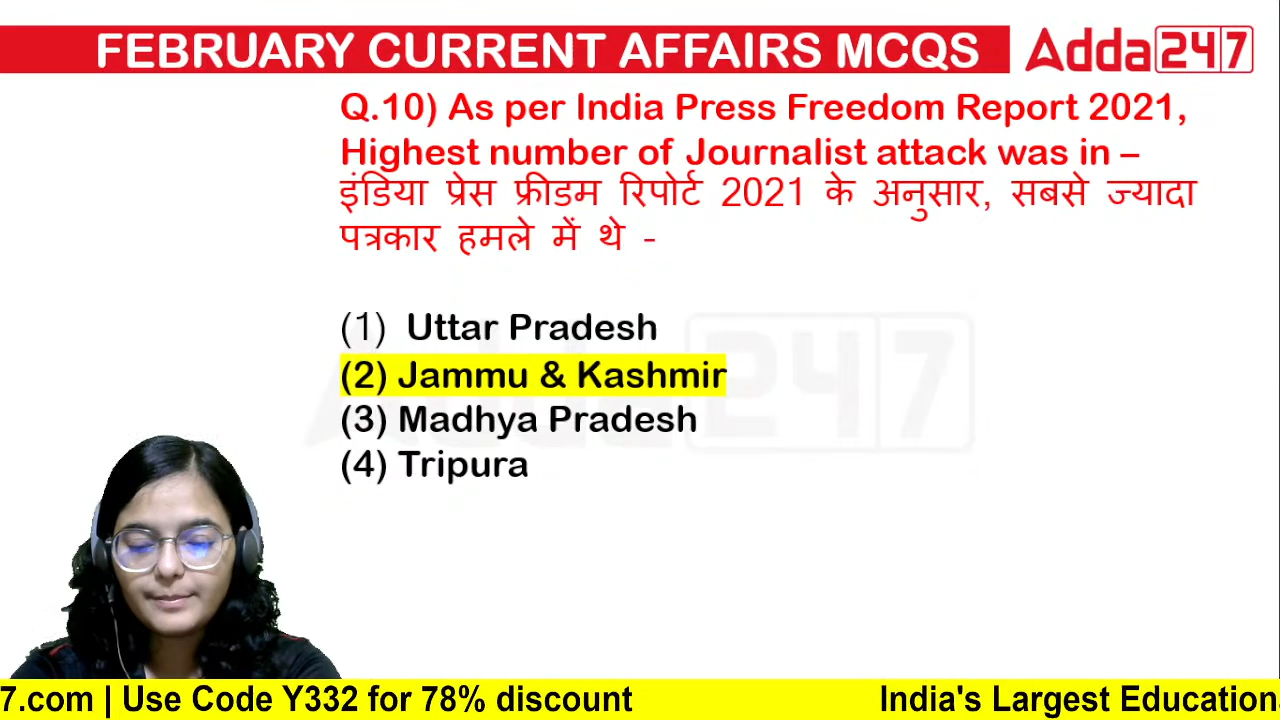 FEBRUARY CURRENT AFFAIRS MCQS
Adda247
Q.10) As per India Press Freedom Report 2021,
Highest number of Journalist attack was in –
इंडिया प्रेस फ्रीडम रिपोर्ट 2021 के अनुसार, सबसे ज्यादा
पत्रकार हमले में थे -
(1) Uttar Pradesh
(2) Jammu & Kashmir
(3) Madhya Pradesh
(4) Tripura
Adda247
7.com | Use Code Y332 for 78% discount
India's Largest Education